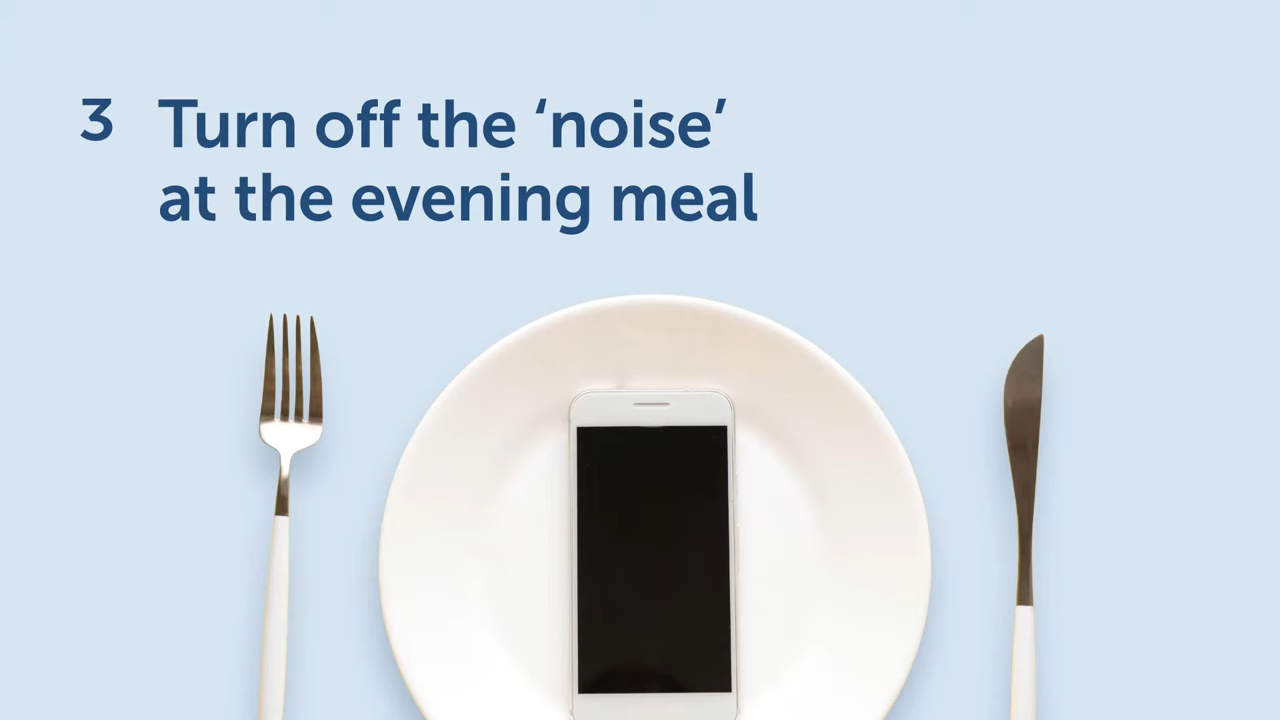 3 Turn off the ‘noise’
at the evening meal